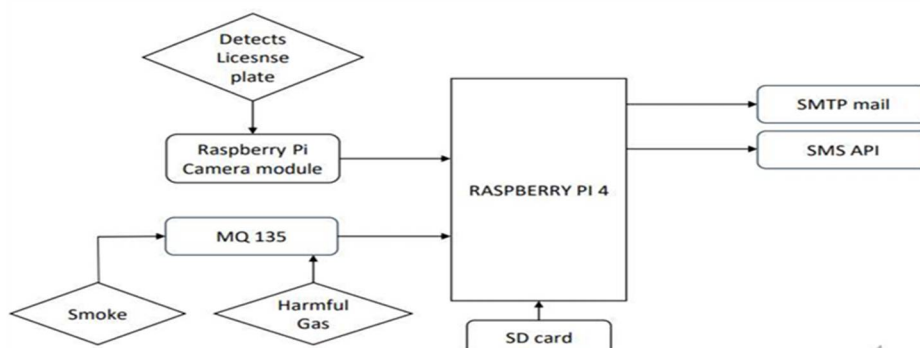 Detects
Licesnse
plate
SMTP mail
Raspberry Pi
Camera module
SMS API
RASPBERRY PI 4
MQ 135
Smoke
Harmful
Gas
SD card